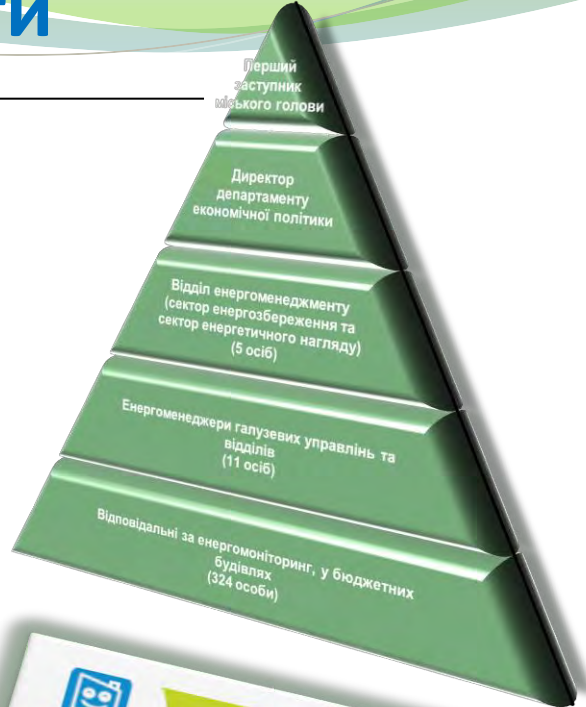 ти
Перший
заступник
міського голови
Директор
департаменту
економічної політики
Відділ енергоменеджменту
(сектор енергозбереження та
сектор енергетичного нагляду)
(5 осіб)
Енергоменеджери галузевих управлінь та
відділів
(11 осіб)
Відповідальні за енергомоніторинг, у бюджетних
будівлях
(324 особи)